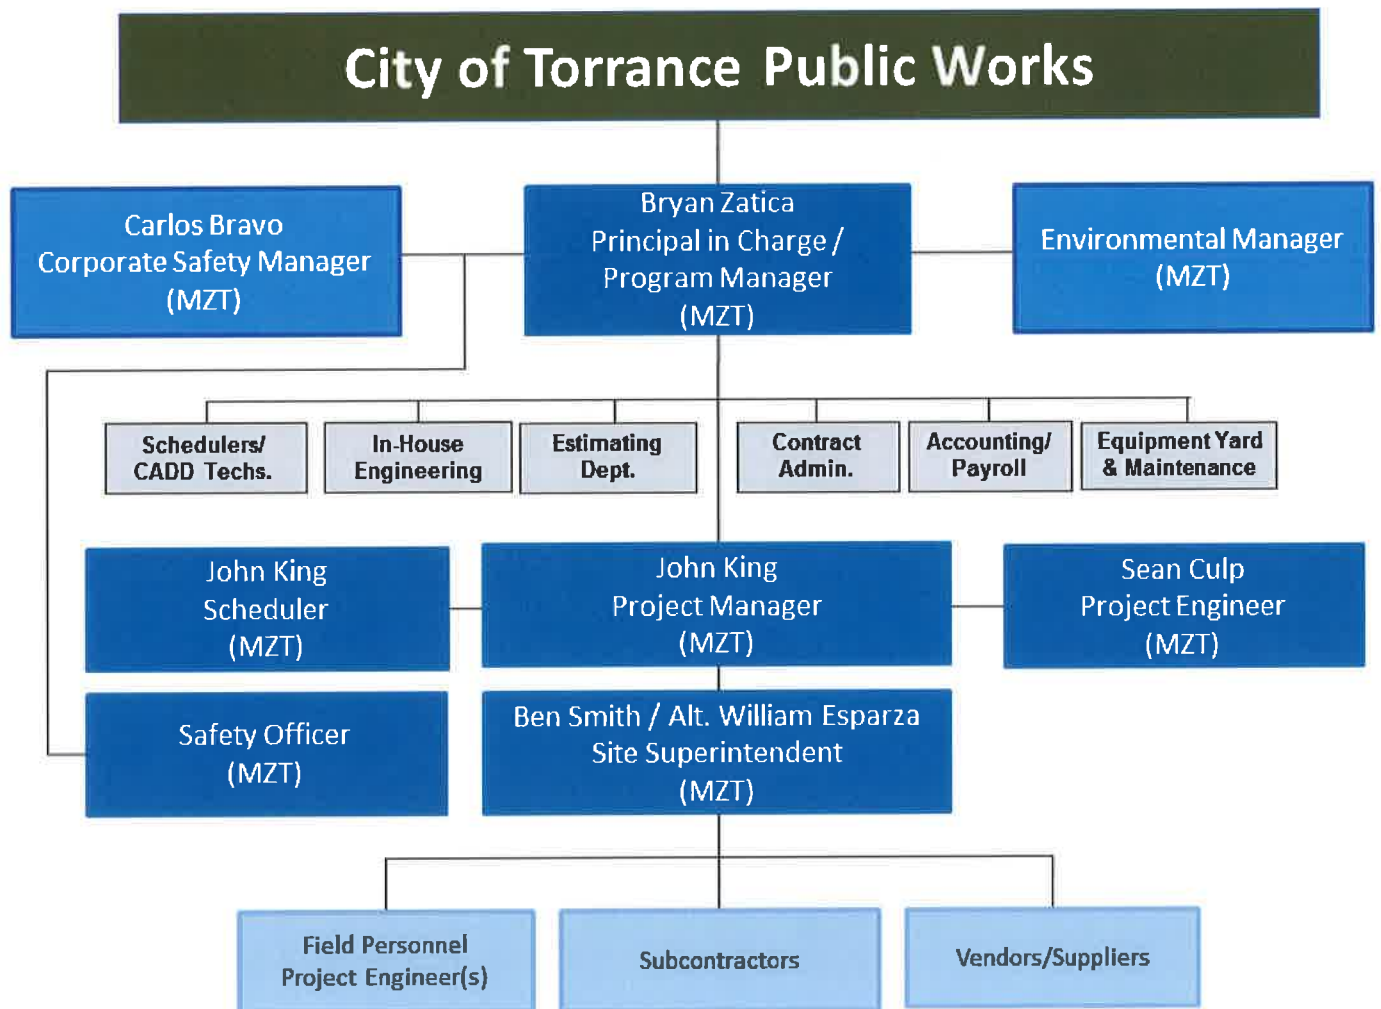 City of Torrance Public Works
Carlos Bravo
Corporate Safety Manager
(MZT)
Bryan Zatica
Principal in Charge /
Program Manager
(MZT)
Environmental Manager
(MZT)
Schedulers/
CADD Techs.
In-House
Engineering
Estimating
Dept.
Contract
Admin.
Accounting/
Payroll
Equipment Yard
& Maintenance
John King
Scheduler
(MZT)
John King
Project Manager
(MZT)
Sean Culp
Project Engineer
(MZT)
Safety Officer
(MZT)
Ben Smith / Alt. William Esparza
Site Superintendent
(MZT)
Field Personnel
Project Engineer(s)
Subcontractors
Vendors/Suppliers